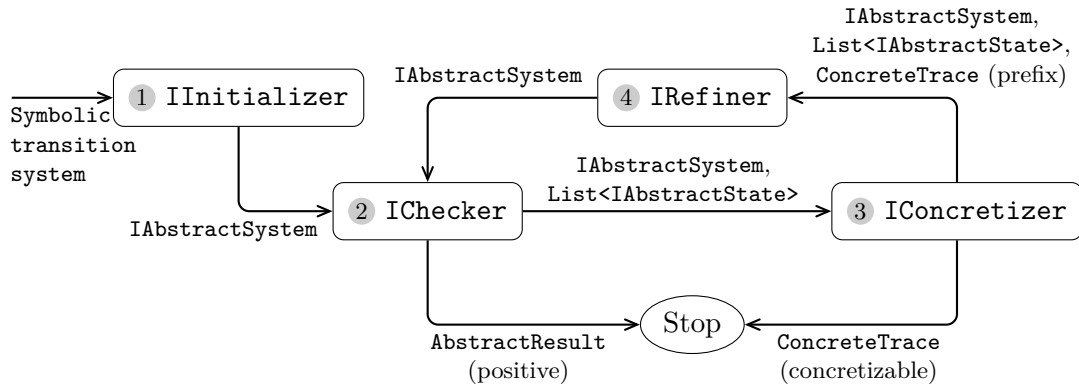 IAbstractSystem,
List<IAbstractState>,
ConcreteTrace (prefix)
IAbstractSystem
1 IInitializer
4 IRefiner
Symbolic
transition
system
IAbstractSystem,
List<IAbstractState>
IAbstractSystem
2 IChecker
3 IConcretizer
Stop
AbstractResult
(positive)
ConcreteTrace
(concretizable)